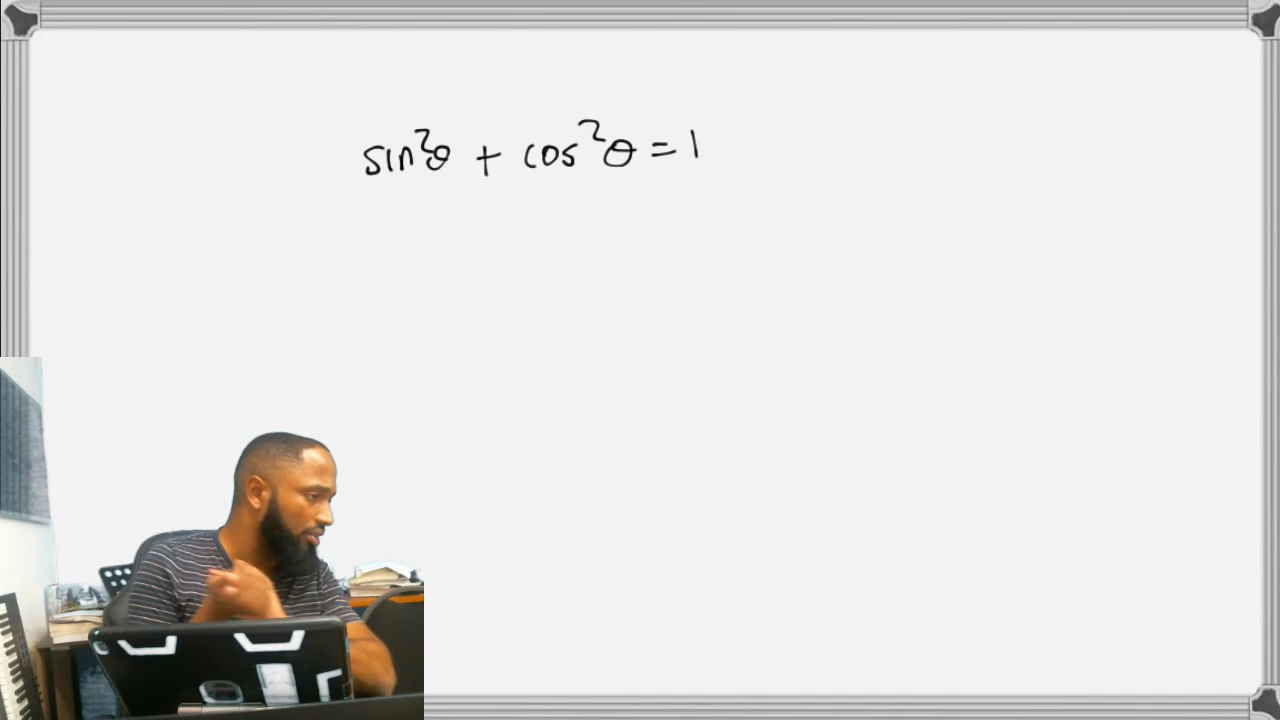 sin²θ + cos²θ = 1